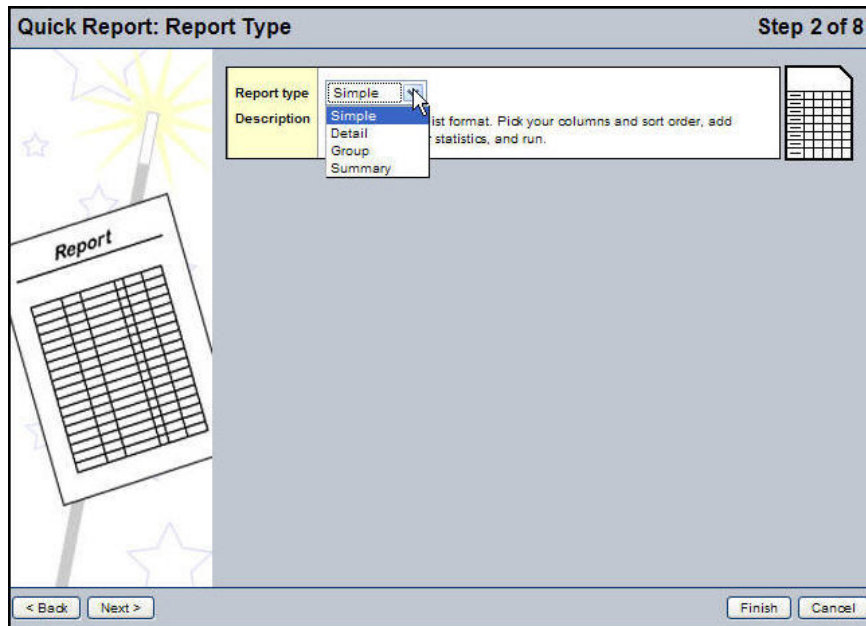 Quick Report: Report Type
Step 2 of 8
Report type
Simple
Description
Simple
Detail
Group
Summary
ist format. Pick your columns and sort order, add
statistics, and run.
Report
< Back
Next >
Finish
Cancel